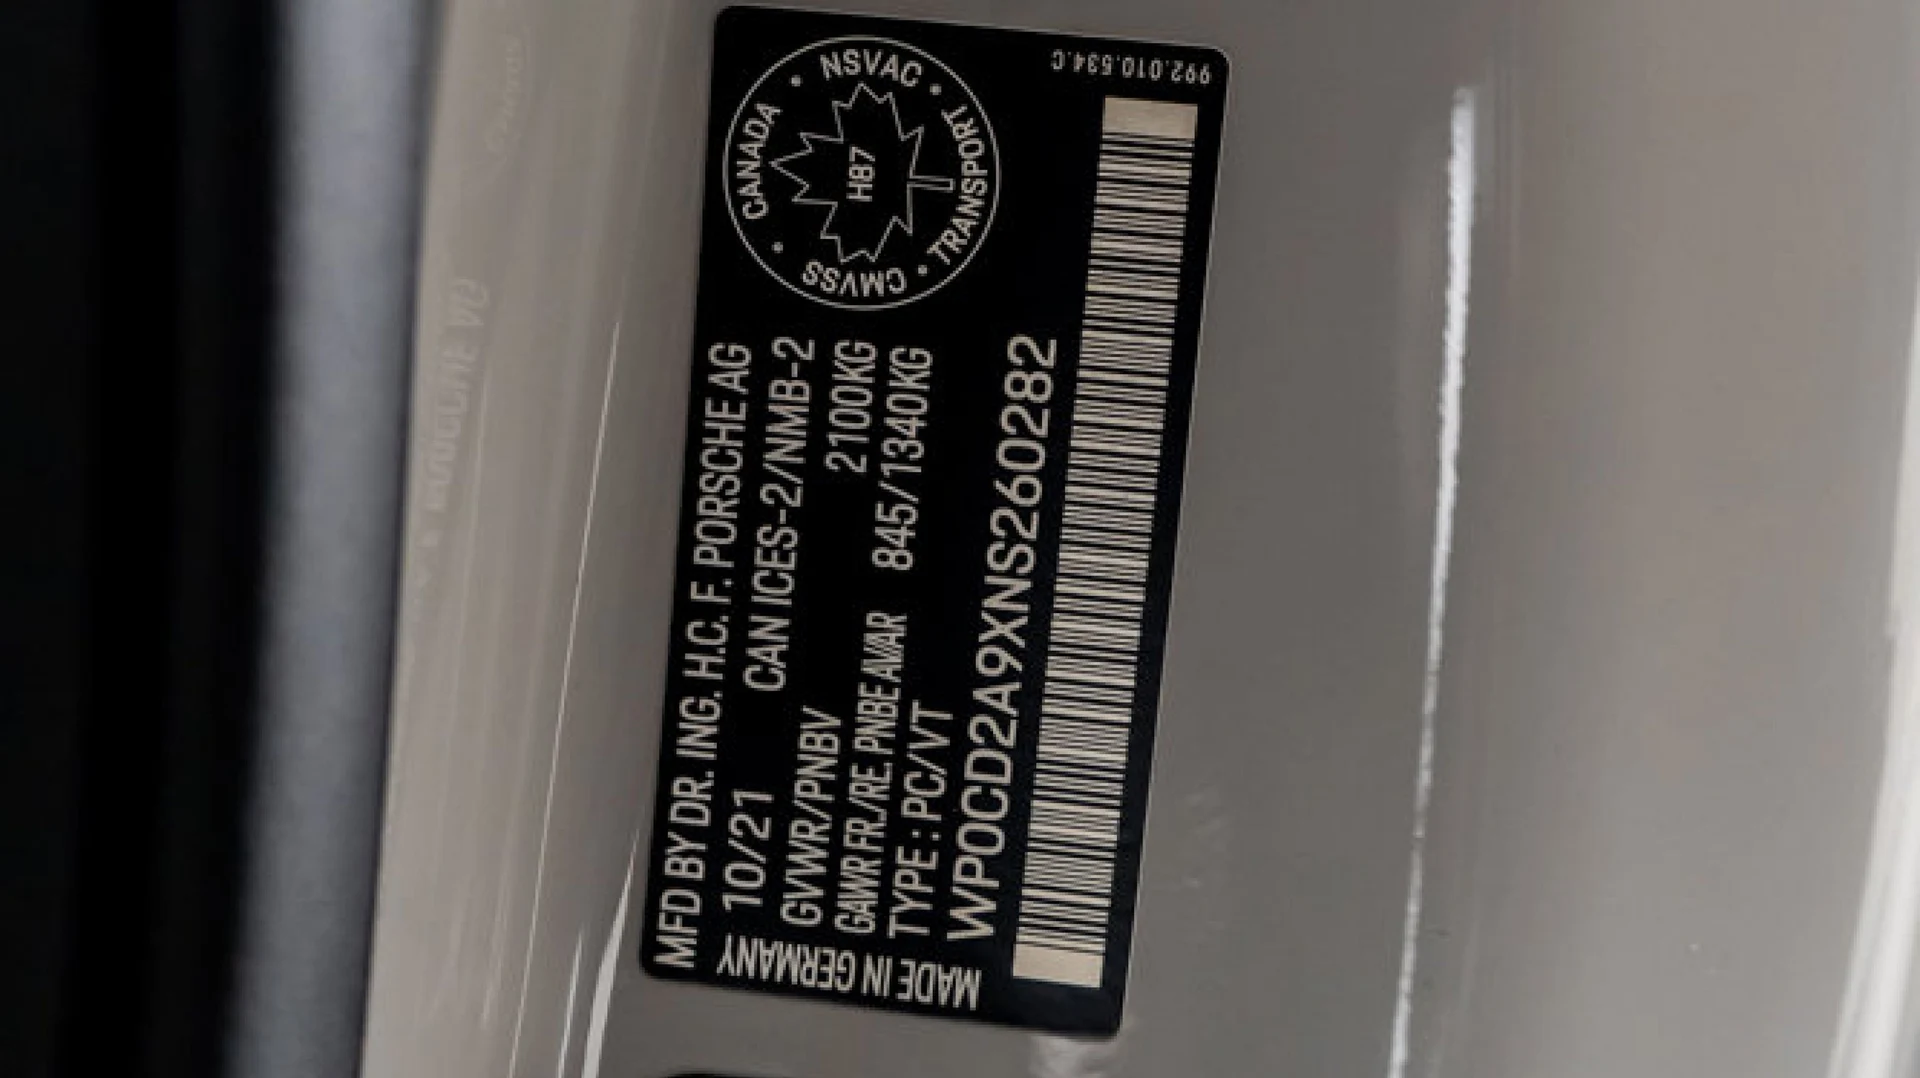 MFD BY DR. ING. H.C. F. PORSCHE AG
10/21 CAN ICES-2/NMB-2
GVWR/PNBV 2100KG
GAWR FR./RE. PNBE AV/AR 845/1340KG
TYPE : PC/VT
WP0CD2A9XNS260282
MADE IN GERMANY
CANADA • NSVAC • TRANSPORT • CMVSS •
H87
992.010.534.C